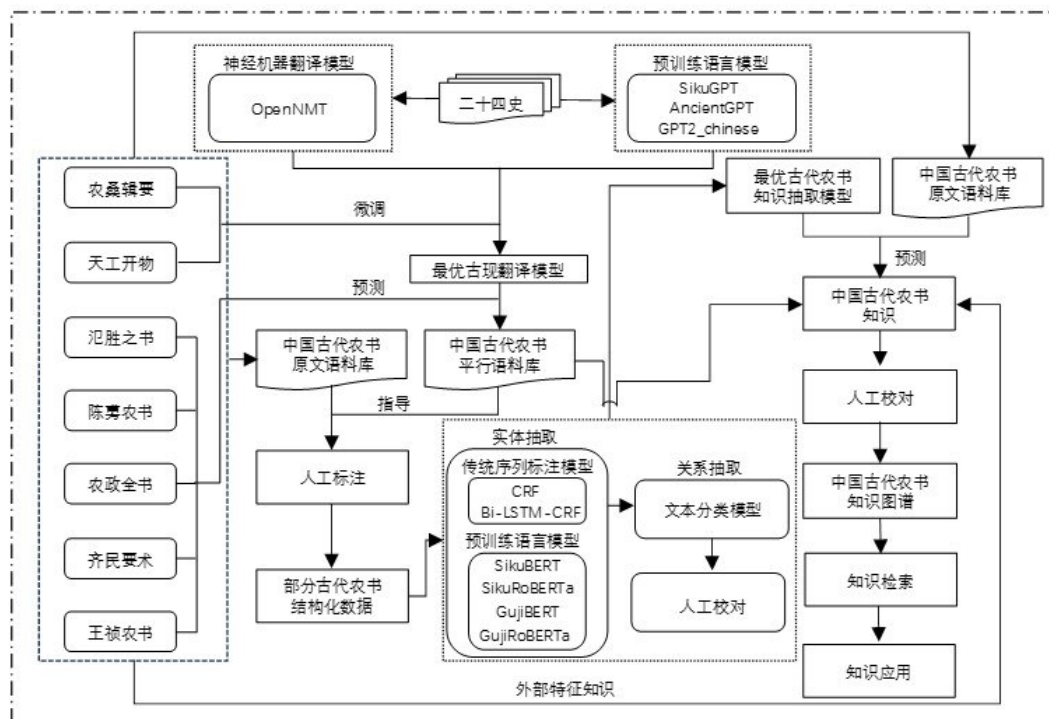 神经机器翻译模型
OpenNMT
二十四史
预训练语言模型
SikuGPT
AncientGPT
GPT2_chinese
农桑辑要
天工开物
氾胜之书
陈旉农书
农政全书
齐民要术
王祯农书
微调
最优古现翻译模型
预测
中国古代农书
原文语料库
中国古代农书
平行语料库
指导
人工标注
部分古代农书
结构化数据
实体抽取
传统序列标注模型
CRF
Bi-LSTM-CRF
预训练语言模型
SikuBERT
SikuRoBERTa
GujiBERT
GujiRoBERTa
关系抽取
文本分类模型
人工校对
最优古代农书
知识抽取模型
中国古代农书
原文语料库
预测
中国古代农书
知识
人工校对
中国古代农书
知识图谱
知识检索
知识应用
外部特征知识